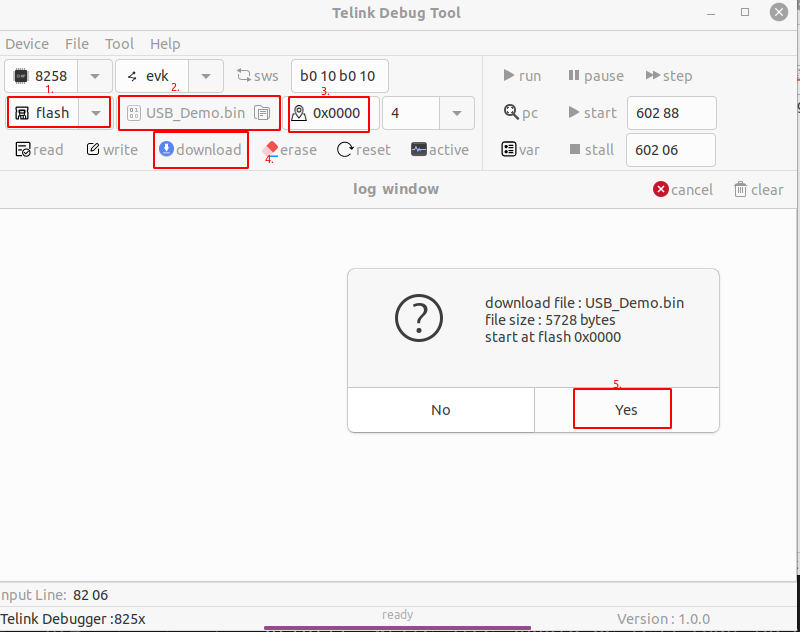 Telink Debug Tool
Device File Tool Help
8258 evk sws b0 10 b0 10 run pause step
1. 2. 3.
flash USB_Demo.bin 0x0000 4 pc start 602 88
read write download erase reset active var stall 602 06
4.
log window cancel clear
download file : USB_Demo.bin
file size : 5728 bytes
start at flash 0x0000
5.
No Yes
nput Line: 82 06
Telink Debugger :825x ready Version : 1.0.0